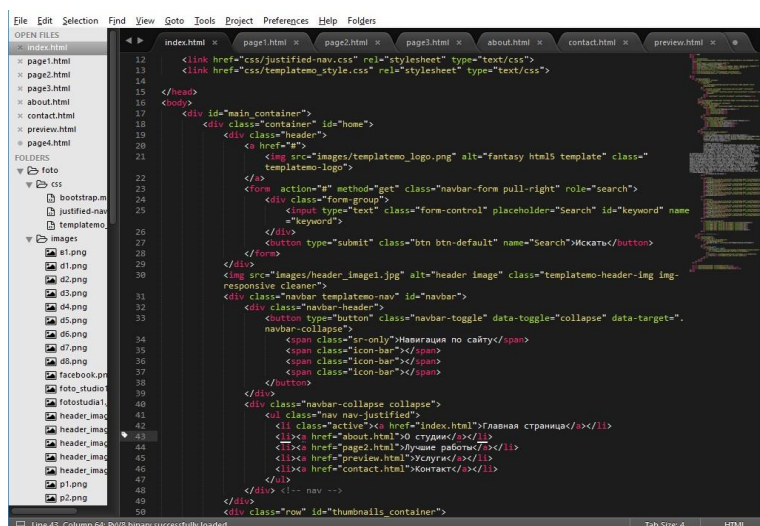 File Edit Selection Find View Goto Tools Project Preferences Help Folders
OPEN FILES
index.html
page1.html
page2.html
page3.html
about.html
contact.html
preview.html
page4.html
FOLDERS
foto
css
bootstrap.m
justified-nav
templatemo_
images
в1.png
d1.png
d2.png
d3.png
d4.png
d5.png
d6.png
d7.png
d8.png
facebook.pn
foto_studio1
fotostudia1.
header_imag
header_imag
header_imag
header_imag
header_imag
p1.png
p2.png
index.html × page1.html × page2.html × page3.html × about.html × contact.html × preview.html ×
12 <link href="css/justified-nav.css" rel="stylesheet" type="text/css">
13 <link href="css/templatemo_style.css" rel="stylesheet" type="text/css">
14
15 </head>
16 <body>
17 <div id="main_container">
18 <div class="container" id="home">
19 <div class="header">
20 <a href="#">
21 <img src="images/templatemo_logo.png" alt="fantasy html5 template" class="
templatemo-logo">
22 </a>
23 <form action="#" method="get" class="navbar-form pull-right" role="search">
24 <div class="form-group">
25 <input type="text" class="form-control" placeholder="Search" id="keyword" name
="keyword">
26 </div>
27 <button type="submit" class="btn btn-default" name="Search">Искать</button>
28 </form>
29 </div>
30 <img src="images/header_image1.jpg" alt="header image" class="templatemo-header-img img-
responsive cleaner">
31 <div class="navbar templatemo-nav" id="navbar">
32 <div class="navbar-header">
33 <button type="button" class="navbar-toggle" data-toggle="collapse" data-target=".
navbar-collapse">
34 <span class="sr-only">Навигация по сайту</span>
35 <span class="icon-bar"></span>
36 <span class="icon-bar"></span>
37 <span class="icon-bar"></span>
38 </button>
39 </div>
40 <div class="navbar-collapse collapse">
41 <ul class="nav nav-justified">
42 <li class="active"><a href="index.html">Главная страница</a></li>
43 <li><a href="about.html">О студии</a></li>
44 <li><a href="page2.html">Лучшие работы</a></li>
45 <li><a href="preview.html">Услуги</a></li>
46 <li><a href="contact.html">Контакт</a></li>
47 </ul>
48 </div> <!-- nav -->
49 </div>
50 <div class="row" id="thumbnails_container">
Line 43, Column 64; PyV8 binary successfully loaded Tab Size: 4 HTML